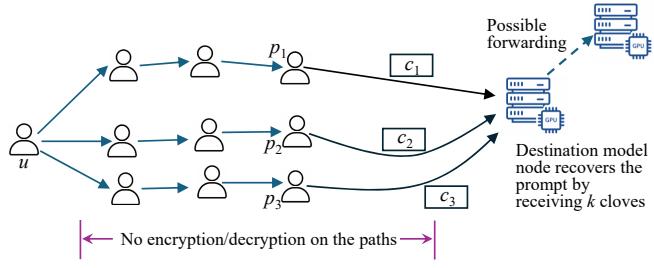 Possible
forwarding
GPU
p1
c1
GPU
u
p2
c2
Destination model
node recovers the
prompt by
receiving k cloves
p3
c3
No encryption/decryption on the paths